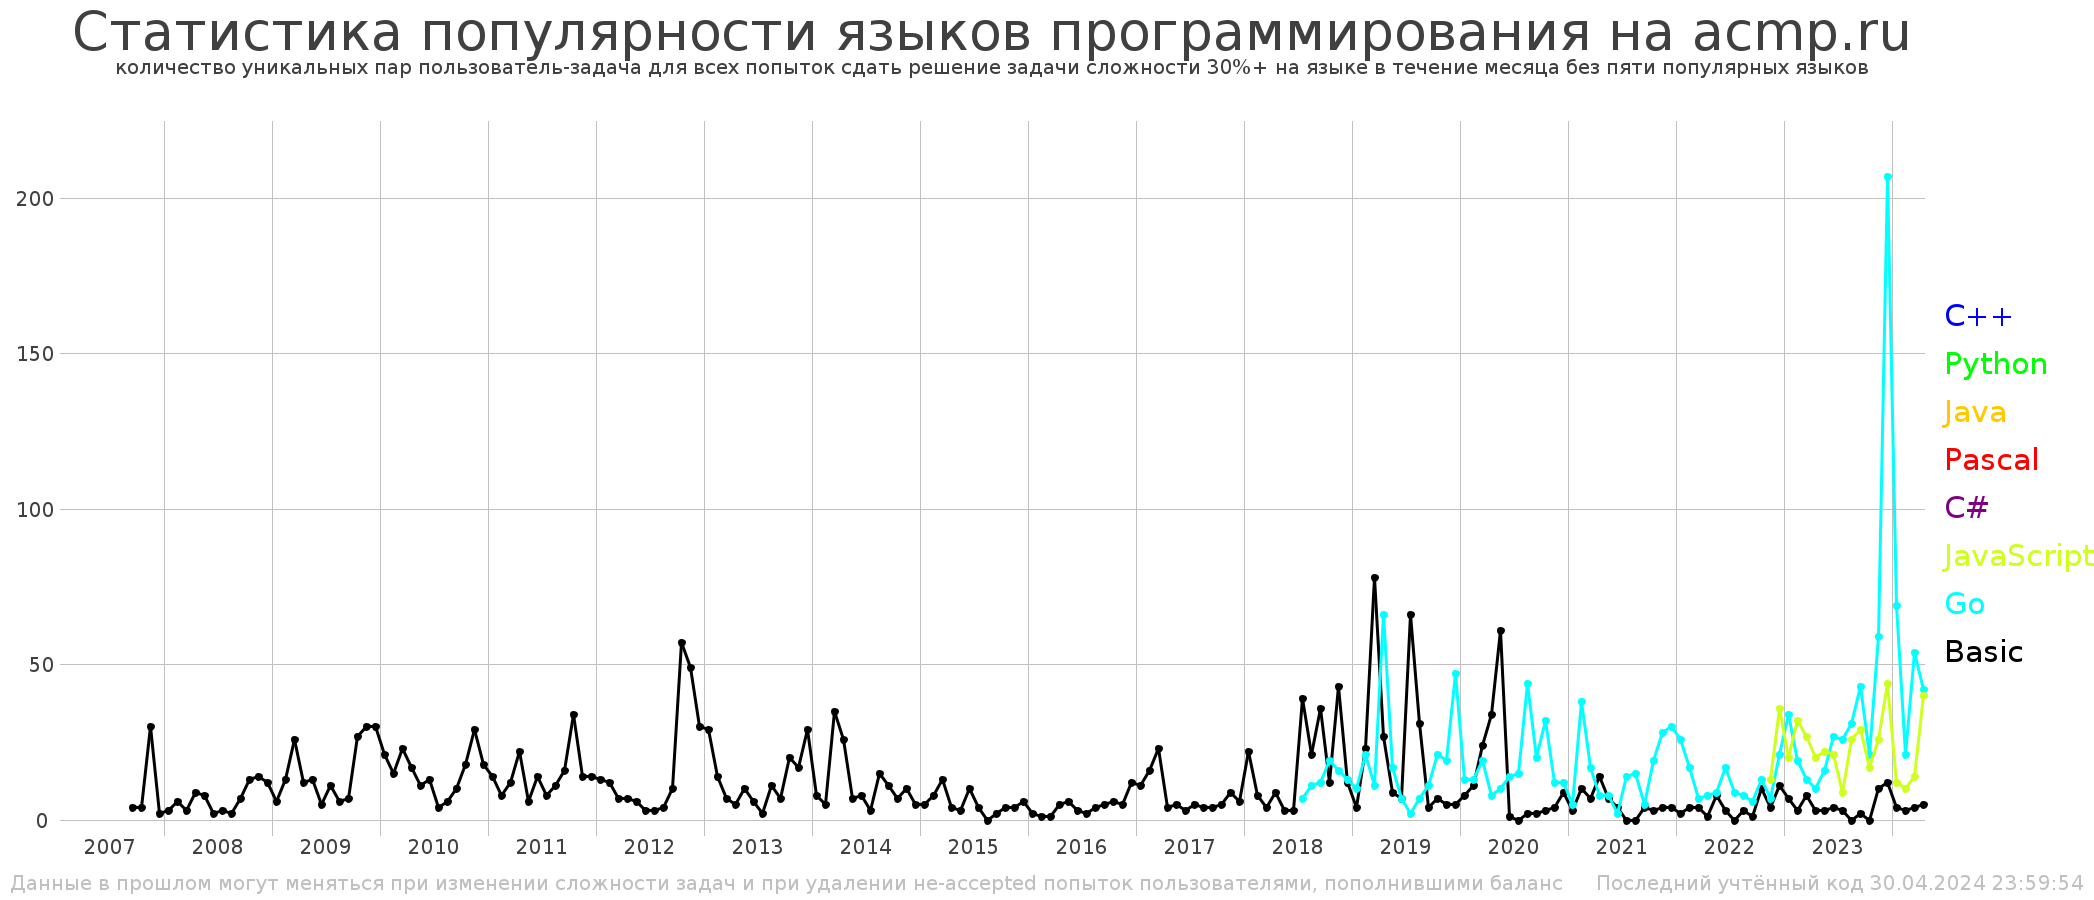 Статистика популярности языков программирования на acmp.ru
количество уникальных пар пользователь-задача для всех попыток сдать решение задачи сложности 30%+ на языке в течение месяца без пяти популярных языков
200
150
100
50
0
C++
Python
Java
Pascal
C#
JavaScript
Go
Basic
2007 2008 2009 2010 2011 2012 2013 2014 2015 2016 2017 2018 2019 2020 2021 2022 2023
Данные в прошлом могут меняться при изменении сложности задач и при удалении не-accepted попыток пользователями, пополнившими баланс Последний учтённый код 30.04.2024 23:59:54